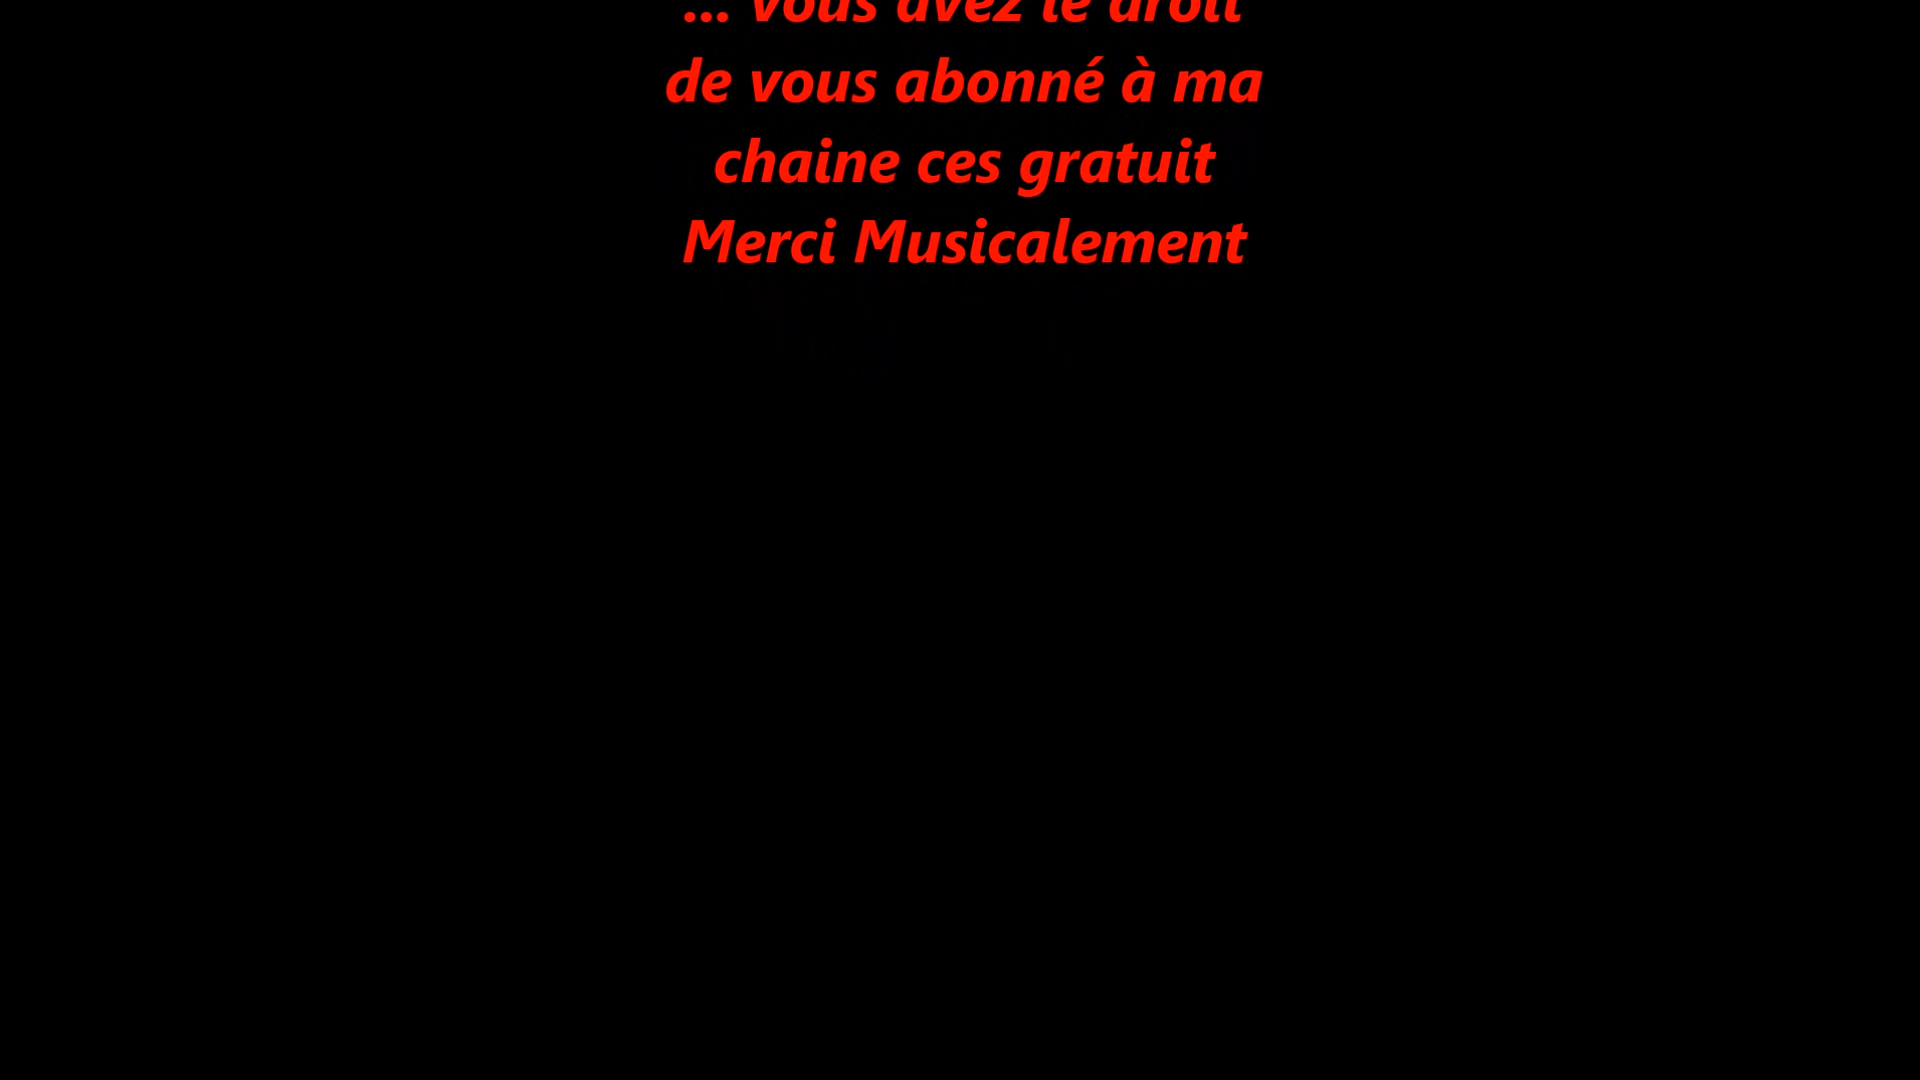 ... vous avez le droit
de vous abonné à ma
chaine ces gratuit
Merci Musicalement